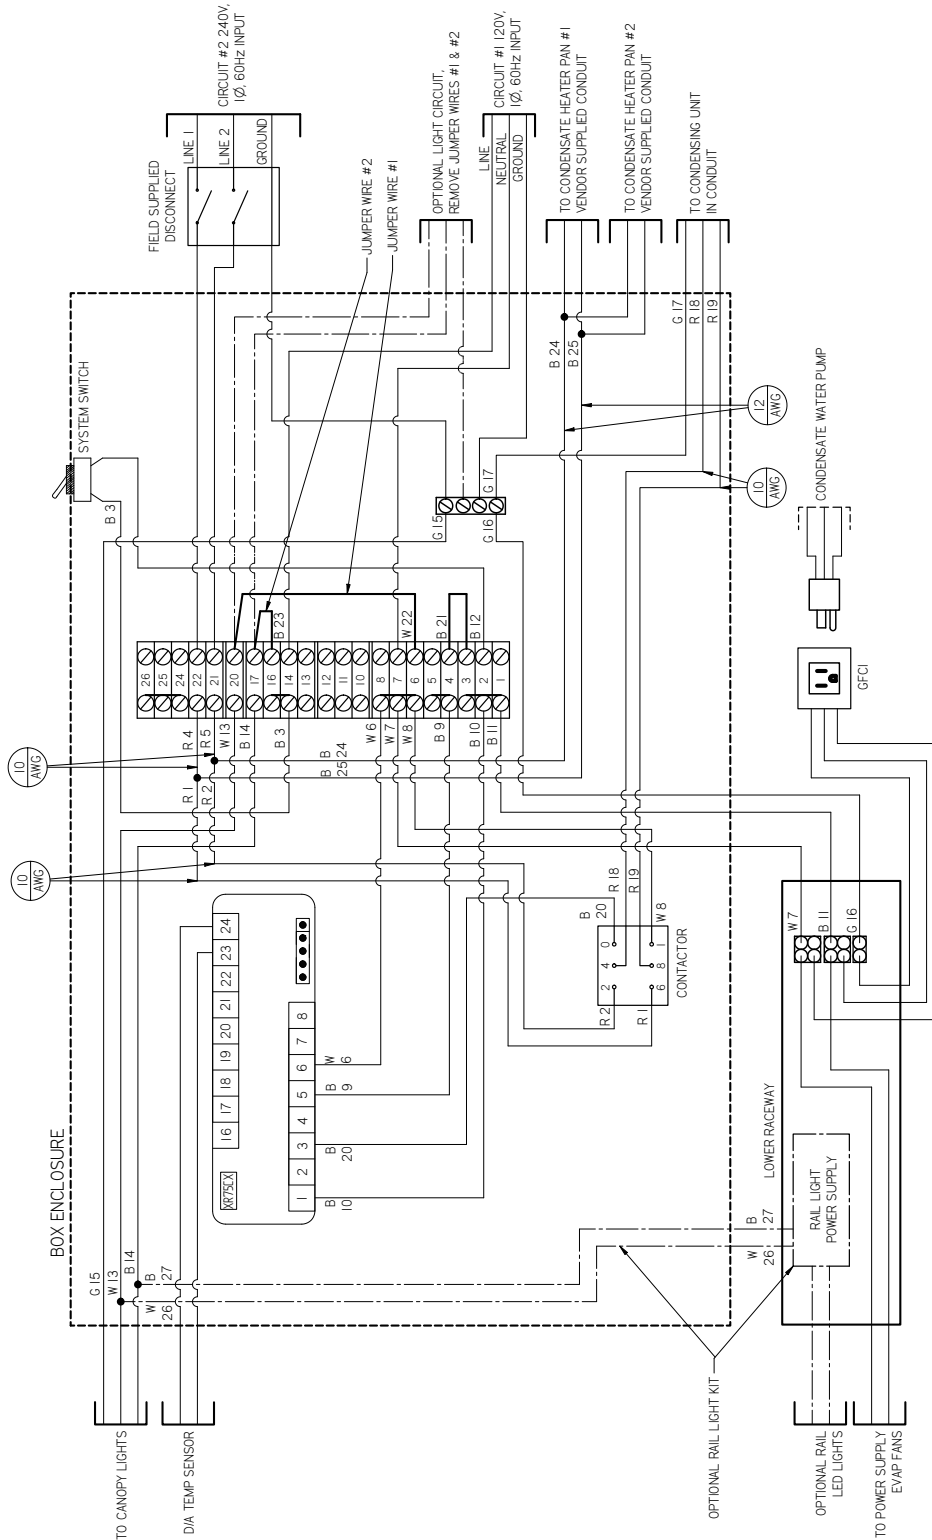 CIRCUIT #2 240V,
1Ø, 60Hz INPUT
LINE 1
LINE 2
GROUND
FIELD SUPPLIED
DISCONNECT
JUMPER WIRE #2
JUMPER WIRE #1
OPTIONAL LIGHT CIRCUIT,
REMOVE JUMPER WIRES #1 & #2
CIRCUIT #1 120V,
1Ø, 60Hz INPUT
LINE
NEUTRAL
GROUND
TO CONDENSATE HEATER PAN #1
VENDOR SUPPLIED CONDUIT
TO CONDENSATE HEATER PAN #2
VENDOR SUPPLIED CONDUIT
TO CONDENSING UNIT
IN CONDUIT
SYSTEM SWITCH
B 3
B 24
B 25
G 17
R 18
R 19
12
AWG
10
AWG
CONDENSATE WATER PUMP
GFCI
G 15
G 16
G 17
B 23
W 22
B 21
B 12
26
25
24
22
21
20
17
16
14
13
12
11
10
8
7
6
5
4
3
2
1
R 4
R 5
W 13
B 14
B 3
W 6
W 7
W 8
B 9
B 10
B 11
B
25
B
24
R 1
R 2
10
AWG
10
AWG
24
23
22
21
20
19
18
17
16
8
7
6
5
4
3
2
1
XR75CX
W
6
B
9
B
20
B
10
B
20
R 18
R 19
W 8
R 2
R 1
0
4
2
1
8
6
CONTACTOR
BOX ENCLOSURE
G 15
W 13
B 14
B
27
W
26
TO CANOPY LIGHTS
D/A TEMP SENSOR
W
26
B
27
LOWER RACEWAY
W 7
B 11
G 16
RAIL LIGHT
POWER SUPPLY
OPTIONAL RAIL LIGHT KIT
OPTIONAL RAIL
LED LIGHTS
TO POWER SUPPLY
EVAP FANS